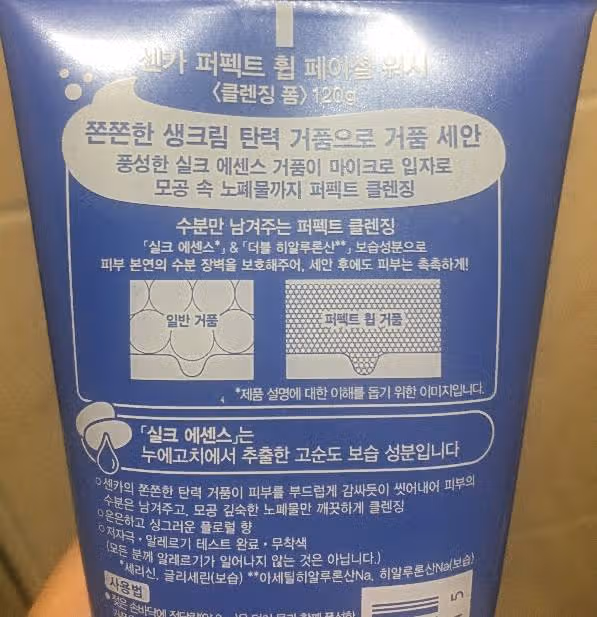 센카 퍼펙트 휩 페이셜 워시
<클렌징 폼> 120g
쫀쫀한 생크림 탄력 거품으로 거품 세안
풍성한 실크 에센스 거품이 마이크로 입자로
모공 속 노폐물까지 퍼펙트 클렌징
수분만 남겨주는 퍼펙트 클렌징
「실크 에센스*」 & 「더블 히알루론산**」 보습성분으로
피부 본연의 수분 장벽을 보호해주어, 세안 후에도 피부는 촉촉하게!
일반 거품
퍼펙트 휩 거품
*제품 설명에 대한 이해를 돕기 위한 이미지입니다.
「실크 에센스」는
누에고치에서 추출한 고순도 보습 성분입니다
○센카의 쫀쫀한 탄력 거품이 피부를 부드럽게 감싸듯이 씻어내어 피부의
수분은 남겨주고, 모공 깊숙한 노폐물만 깨끗하게 클렌징
○은은하고 싱그러운 플로럴 향
○저자극・알레르기 테스트 완료・무착색
(모든 분께 알레르기가 일어나지 않는 것은 아닙니다.)
*세리신, 글리세린(보습) **아세틸히알루론산Na, 히알루론산Na(보습)
사용법
●젖은 손바닥에 적당량(약
5